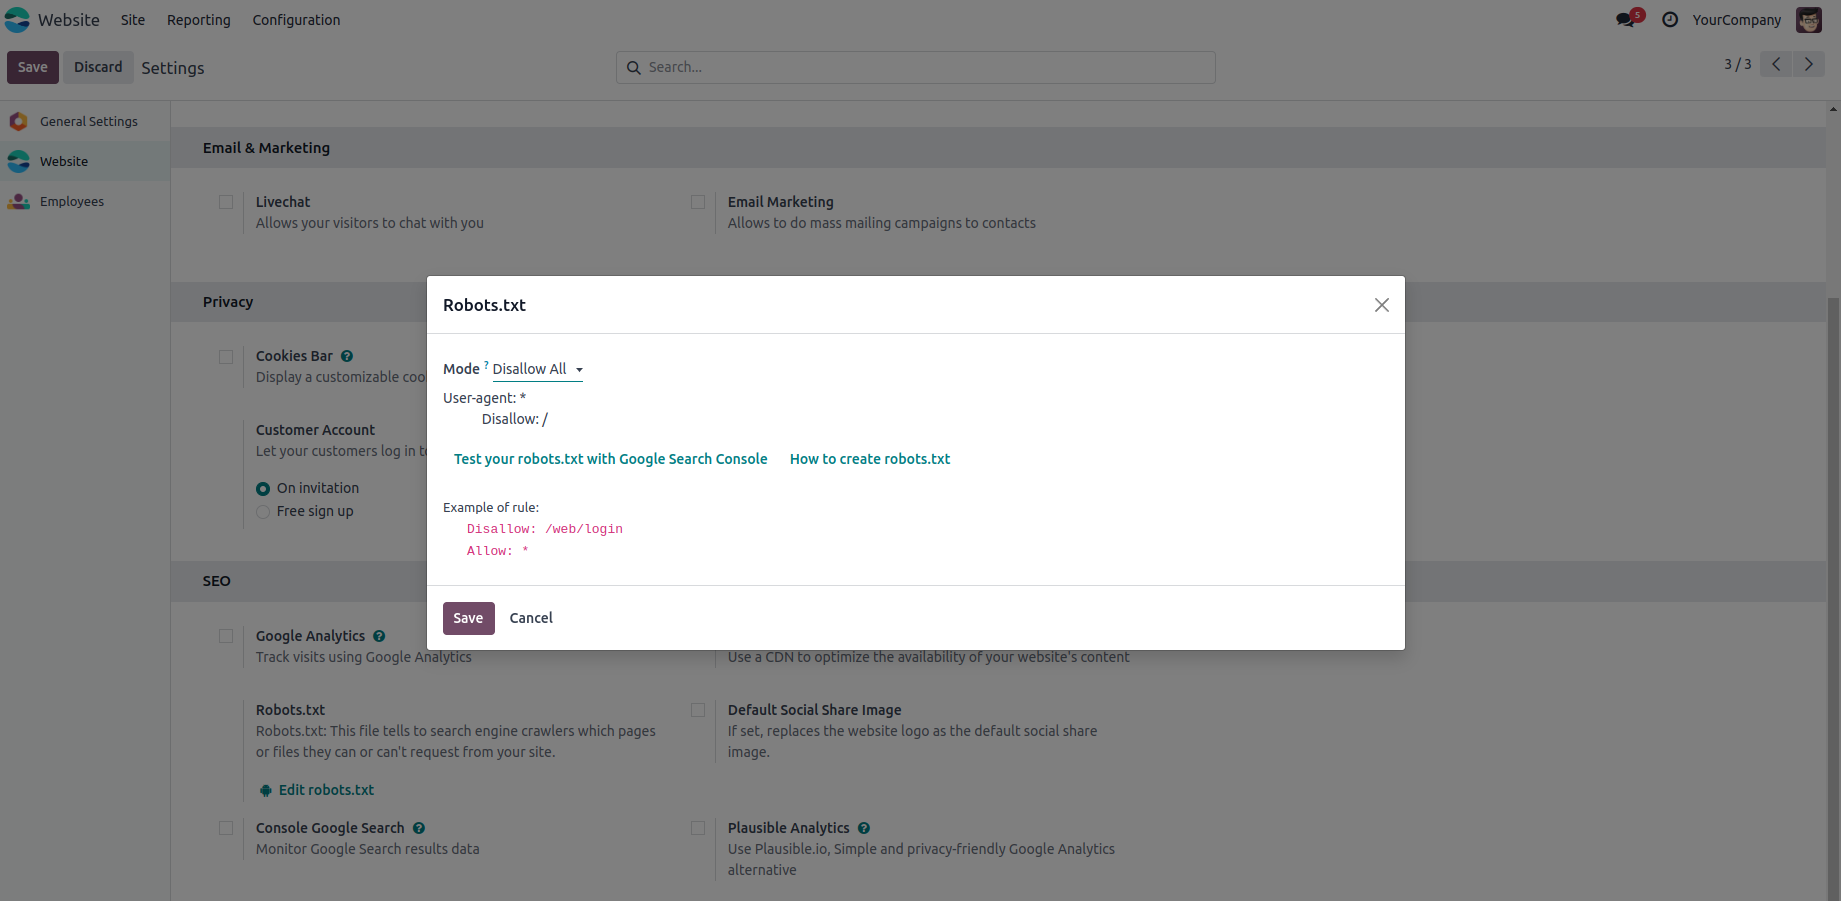 Website Site Reporting Configuration 5 YourCompany
Save Discard Settings Search... 3 / 3
General Settings
Website
Employees
Email & Marketing
Livechat
Allows your visitors to chat with you
Email Marketing
Allows to do mass mailing campaigns to contacts
Privacy
Cookies Bar ?
Display a customizable coo
Customer Account
Let your customers log in t
On invitation
Free sign up
Robots.txt
Mode ? Disallow All
User-agent: *
Disallow: /
Test your robots.txt with Google Search Console How to create robots.txt
Example of rule:
Disallow: /web/login
Allow: *
Save Cancel
SEO
Google Analytics ?
Track visits using Google Analytics
Use a CDN to optimize the availability of your website's content
Robots.txt
Robots.txt: This file tells to search engine crawlers which pages
or files they can or can't request from your site.
Edit robots.txt
Default Social Share Image
If set, replaces the website logo as the default social share
image.
Console Google Search ?
Monitor Google Search results data
Plausible Analytics ?
Use Plausible.io, Simple and privacy-friendly Google Analytics
alternative